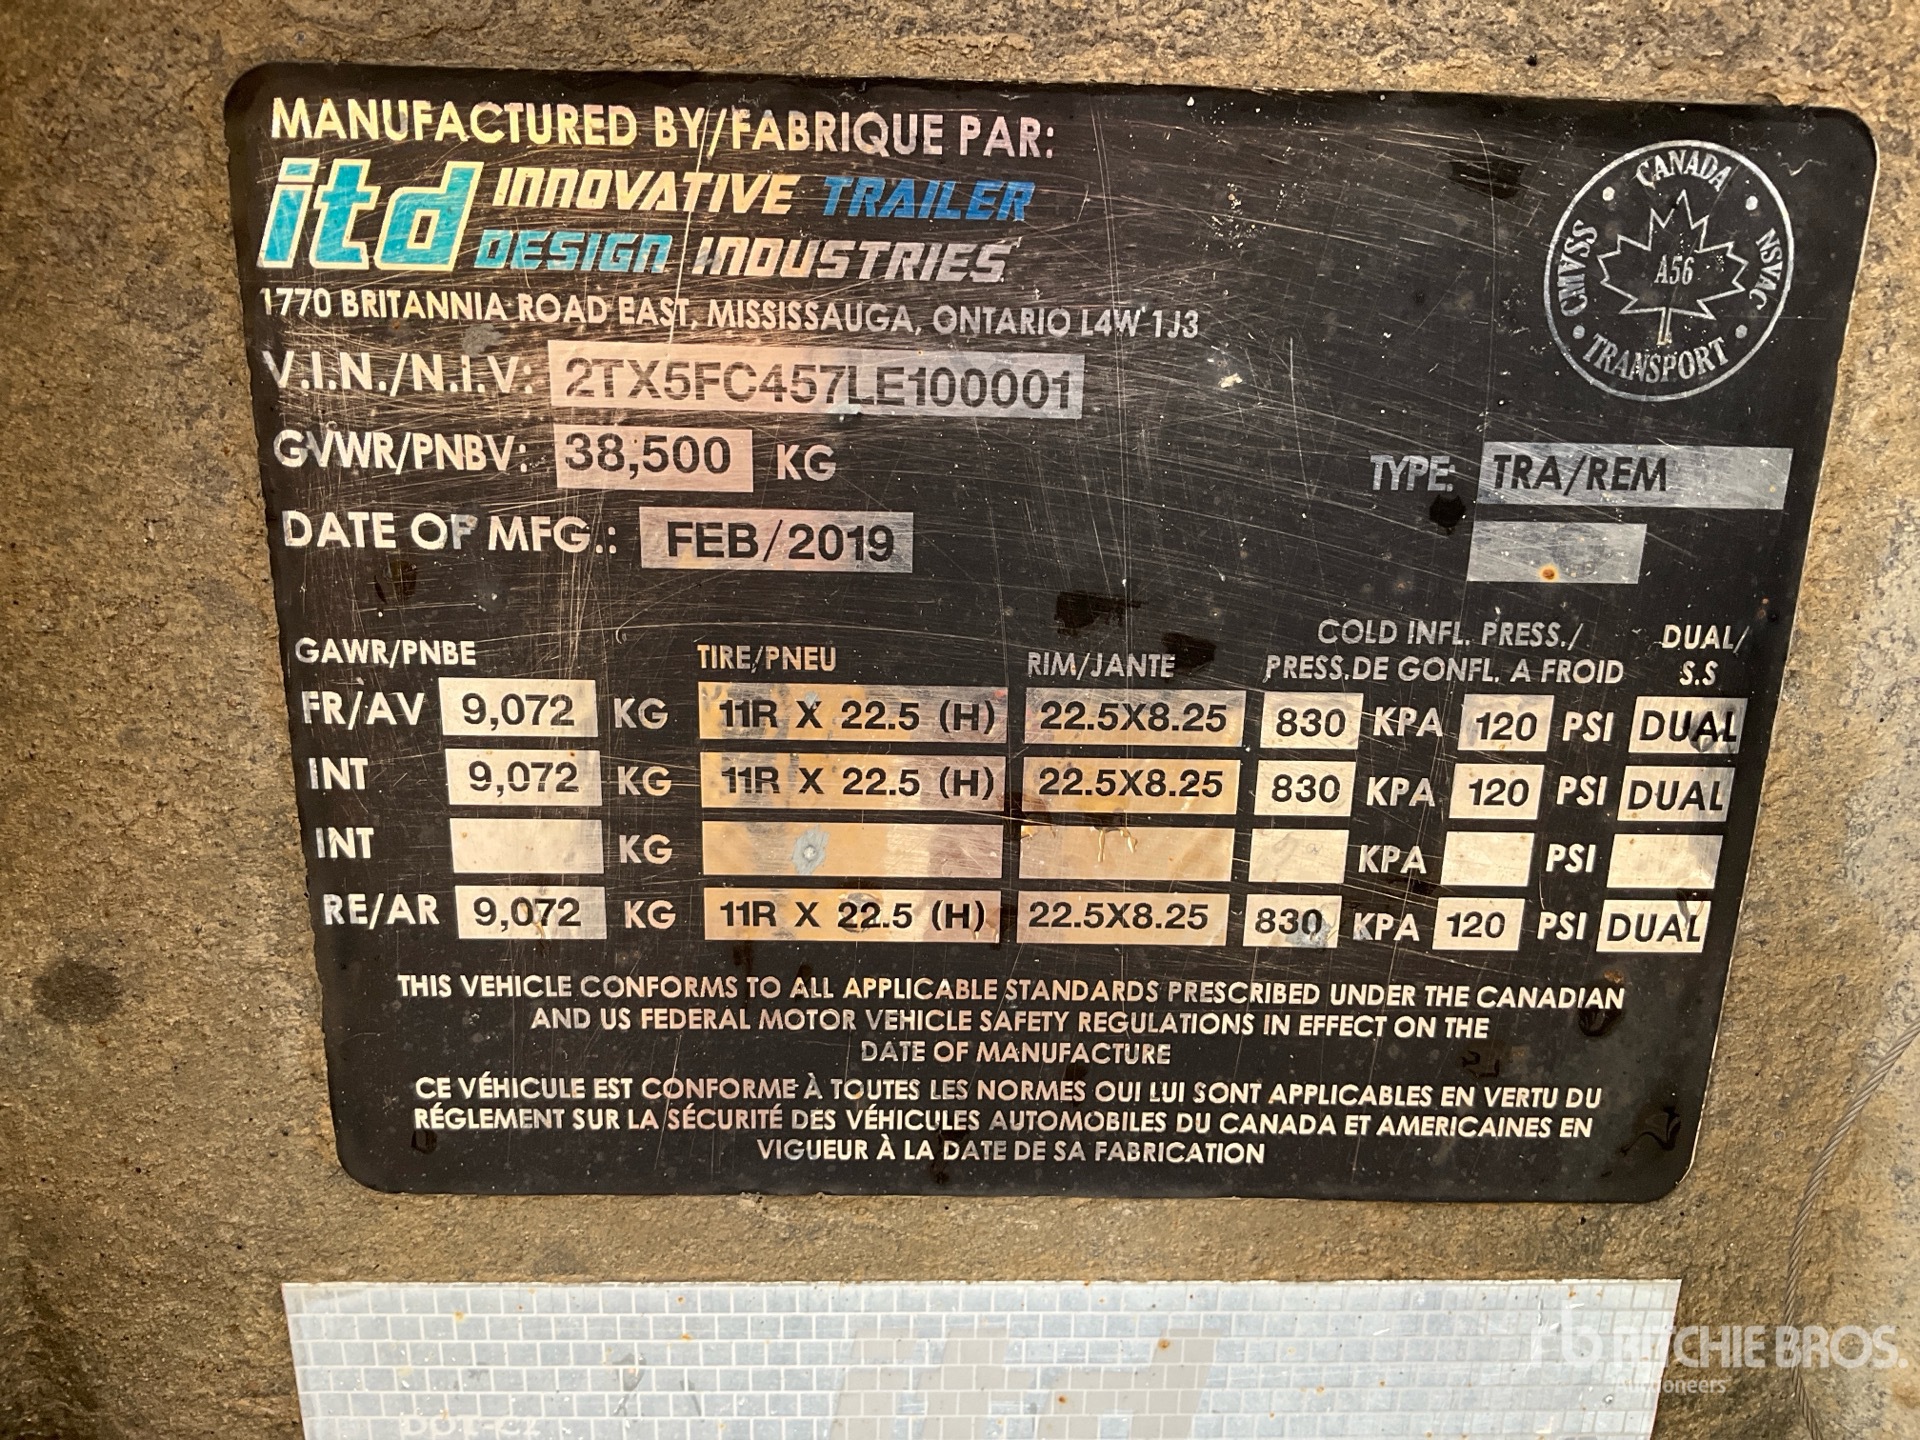 MANUFACTURED BY/FABRIQUE PAR:
itd INNOVATIVE TRAILER
DESIGN INDUSTRIES
1770 BRITANNIA ROAD EAST, MISSISSAUGA, ONTARIO L4W 1J3
CANADA
CMVSS
NSVAC
A56
TRANSPORT
V.I.N./N.I.V: 2TX5FC457LE100001
GVWR/PNBV: 38,500 KG
TYPE: TRA/REM
DATE OF MFG.: FEB/2019
GAWR/PNBE TIRE/PNEU RIM/JANTE COLD INFL. PRESS./ PRESS.DE GONFL. A FROID DUAL/ S.S
FR/AV 9,072 KG 11R X 22.5 (H) 22.5X8.25 830 KPA 120 PSI DUAL
INT 9,072 KG 11R X 22.5 (H) 22.5X8.25 830 KPA 120 PSI DUAL
INT KG KPA PSI
RE/AR 9,072 KG 11R X 22.5 (H) 22.5X8.25 830 KPA 120 PSI DUAL
THIS VEHICLE CONFORMS TO ALL APPLICABLE STANDARDS PRESCRIBED UNDER THE CANADIAN
AND US FEDERAL MOTOR VEHICLE SAFETY REGULATIONS IN EFFECT ON THE
DATE OF MANUFACTURE
CE VÉHICULE EST CONFORME À TOUTES LES NORMES OUI LUI SONT APPLICABLES EN VERTU DU
RÉGLEMENT SUR LA SÉCURITÉ DES VÉHICULES AUTOMOBILES DU CANADA ET AMERICAINES EN
VIGUEUR À LA DATE DE SA FABRICATION
DOT-C2
RITCHIE BROS.
Auctioneers